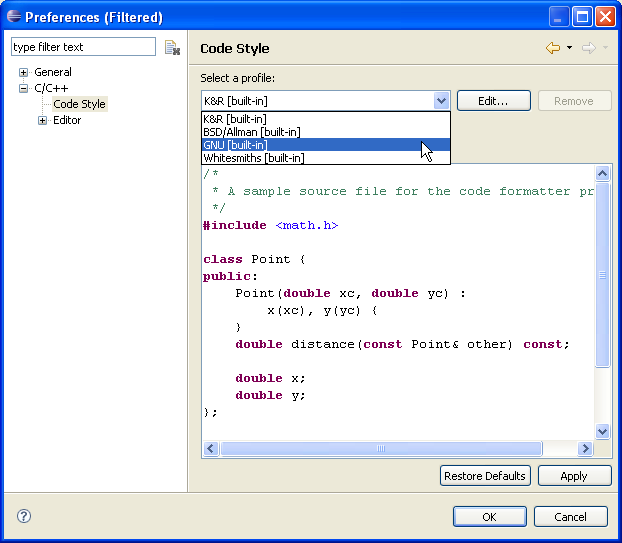 Preferences (Filtered)
type filter text
General
C/C++
Code Style
Editor
Code Style
Select a profile:
K&R [built-in]
Edit...
Remove
K&R [built-in]
BSD/Allman [built-in]
GNU [built-in]
Whitesmiths [built-in]
/*
 * A sample source file for the code formatter pr
 */
#include <math.h>
class Point {
public:
    Point(double xc, double yc) :
        x(xc), y(yc) {
    }
    double distance(const Point& other) const;
    double x;
    double y;
};
Restore Defaults
Apply
?
OK
Cancel